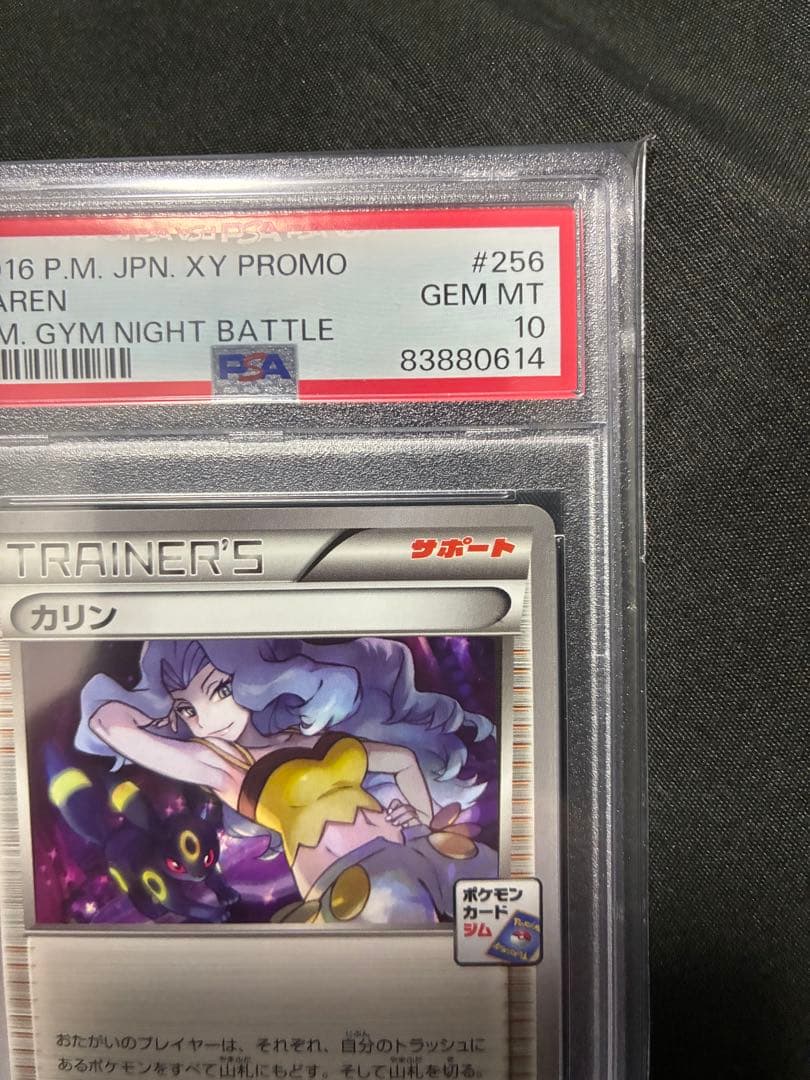 016 P.M. JPN. XY PROMO #256
AREN GEM MT
M. GYM NIGHT BATTLE 10
PSA 83880614
TRAINER'S サポート
カリン
ポケモン
カード
ジム
おたがいのプレイヤーは、それぞれ、自分のトラッシュに
あるポケモンをすべて山札にもどす。そして山札を切る。